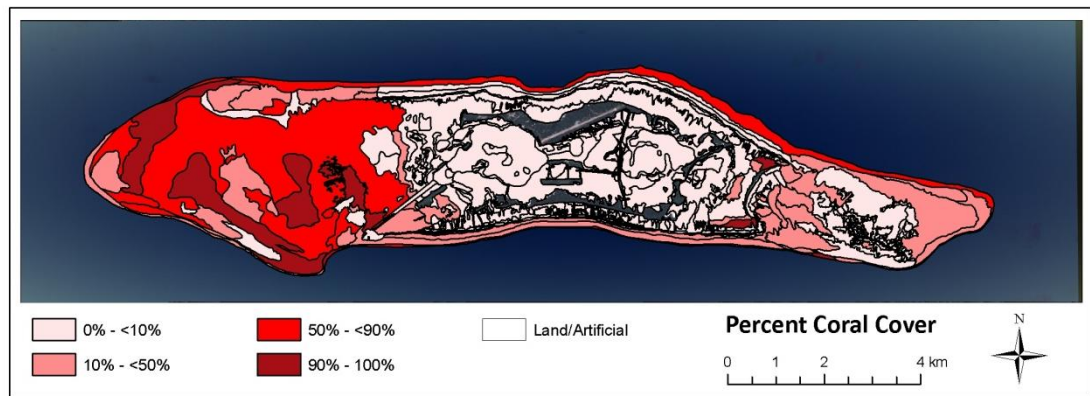 0% - <10%
10% - <50%
50% - <90%
90% - 100%
Land/Artificial
Percent Coral Cover
0 1 2 4 km
N